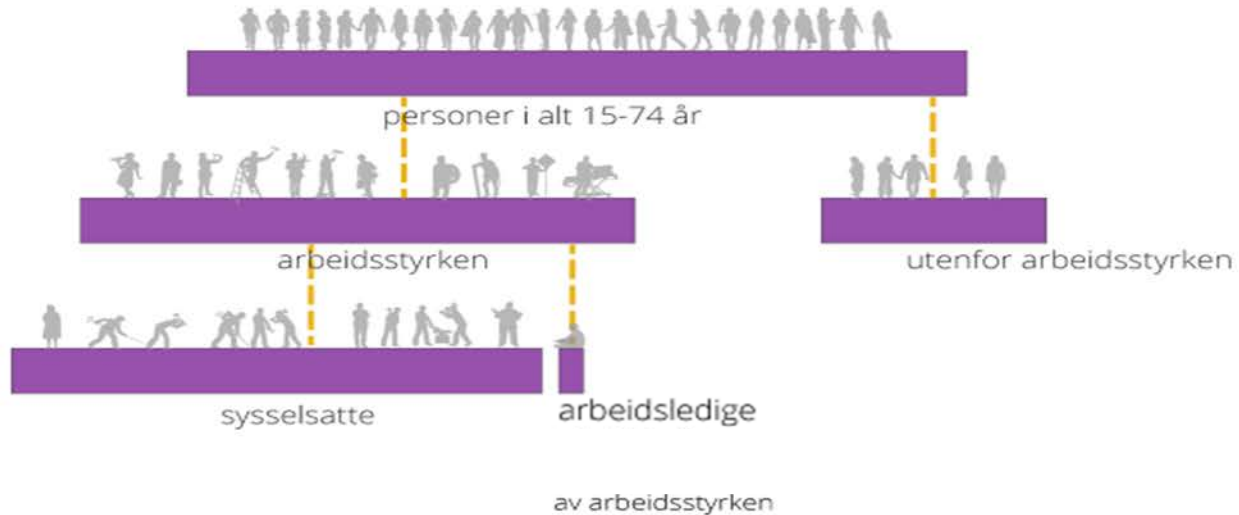 personer i alt 15-74 år
arbeidsstyrken
utenfor arbeidsstyrken
sysselsatte
arbeidsledige
av arbeidsstyrken